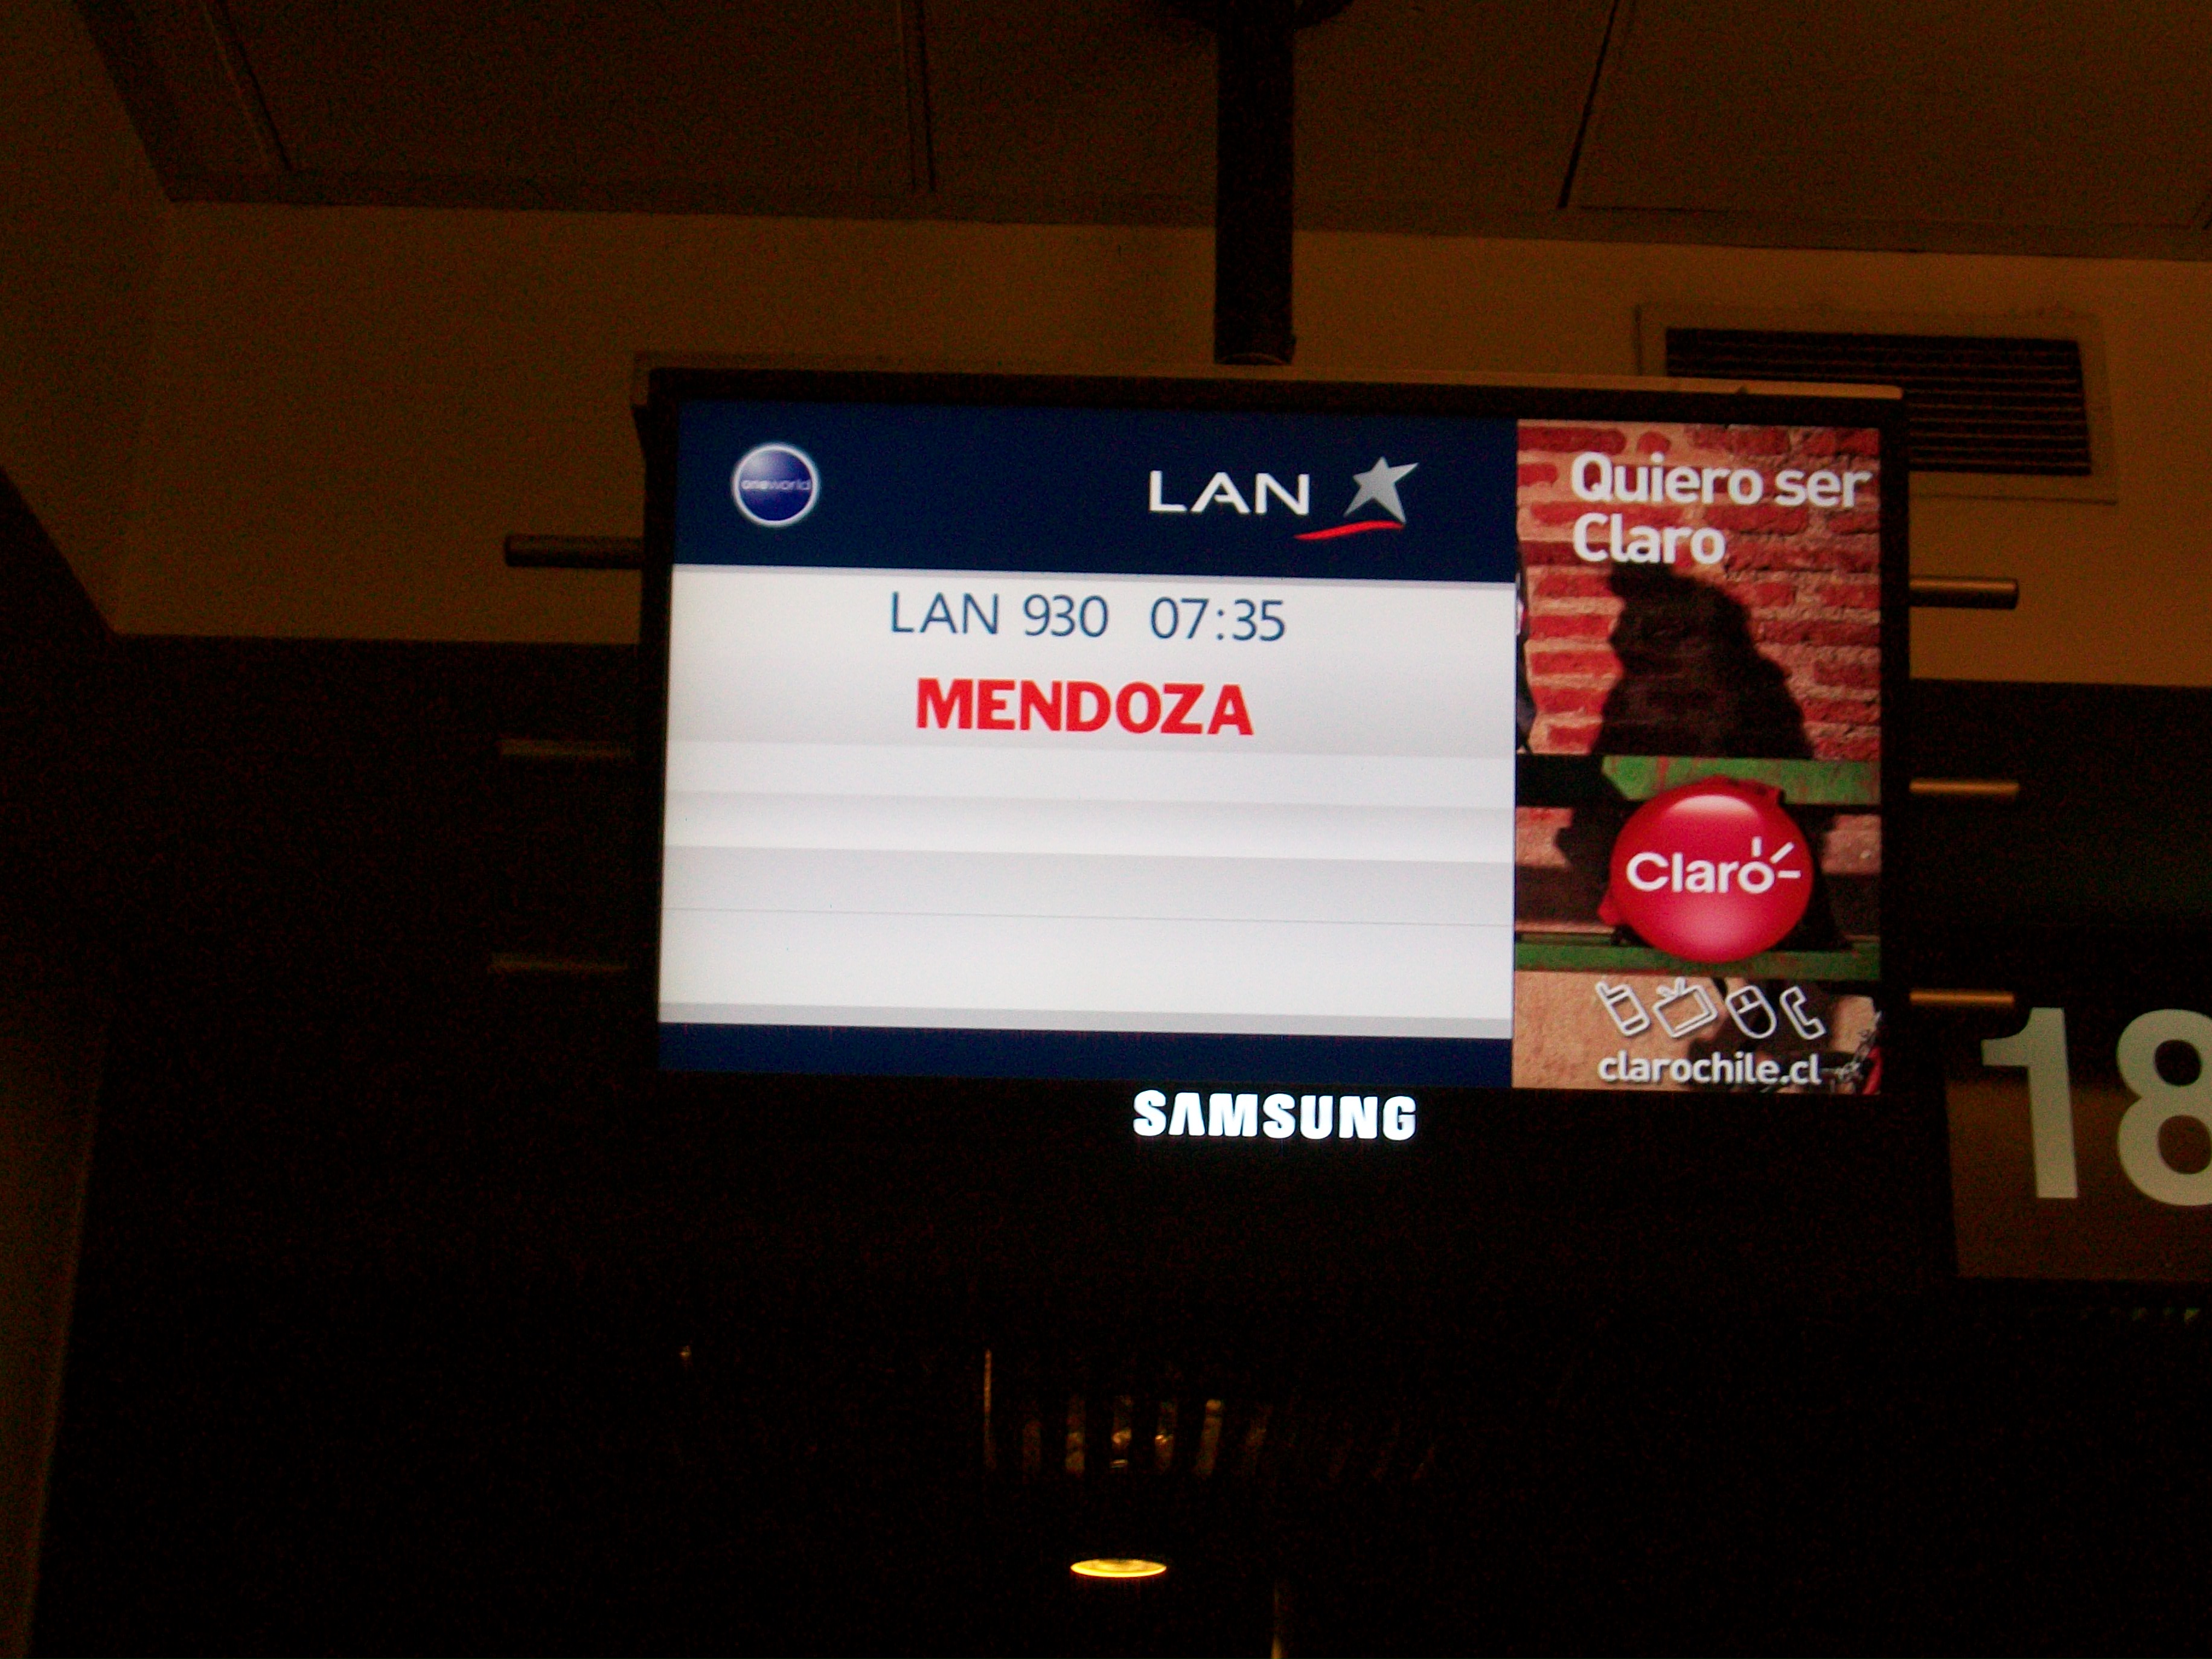 oneworld
LAN
LAN 930 07:35
MENDOZA
Quiero ser
Claro
Claro
clarochile.cl
SAMSUNG
18